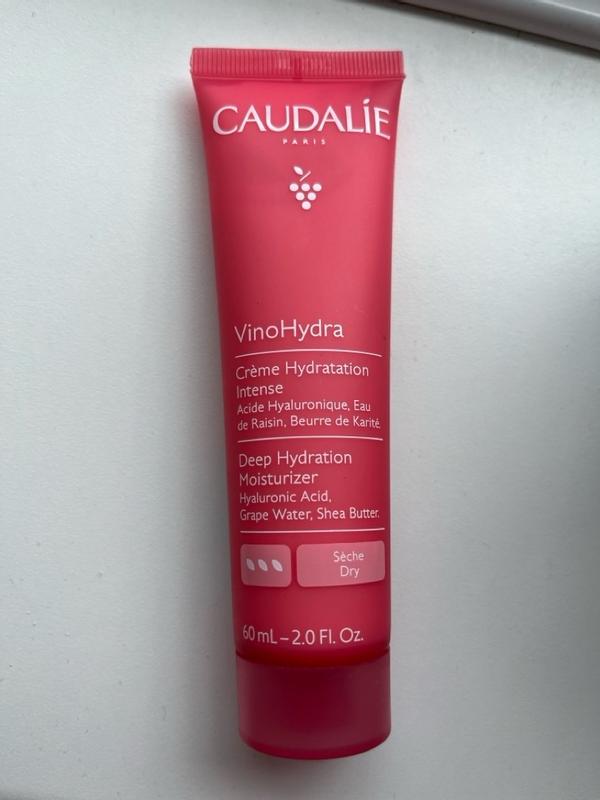 CAUDALÍE
PARIS
VinoHydra
Crème Hydratation
Intense
Acide Hyaluronique, Eau
de Raisin, Beurre de Karité.
Deep Hydration
Moisturizer
Hyaluronic Acid,
Grape Water, Shea Butter.
Sèche
Dry
60 mL – 2.0 Fl. Oz.